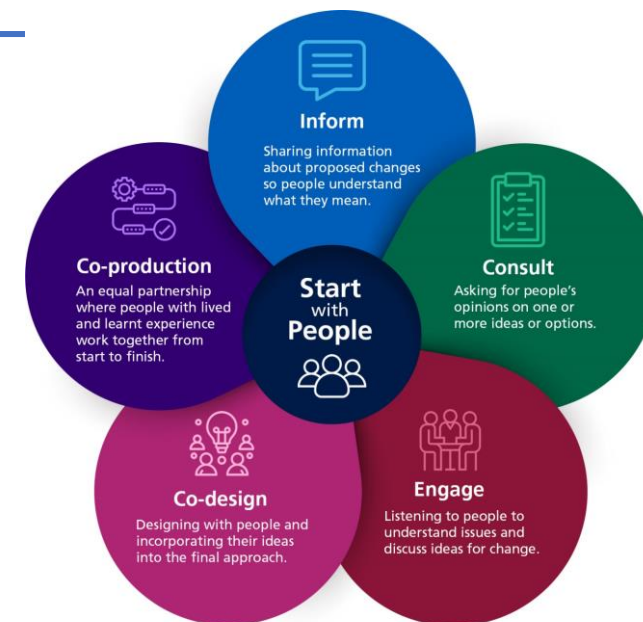 Inform
Sharing information
about proposed changes
so people understand
what they mean.
Consult
Asking for people's
opinions on one or
more ideas or options.
Engage
Listening to people to
understand issues and
discuss ideas for change.
Co-design
Designing with people and
incorporating their ideas
into the final approach.
Co-production
An equal partnership
where people with lived
and learnt experience
work together from
start to finish.
Start
with
People